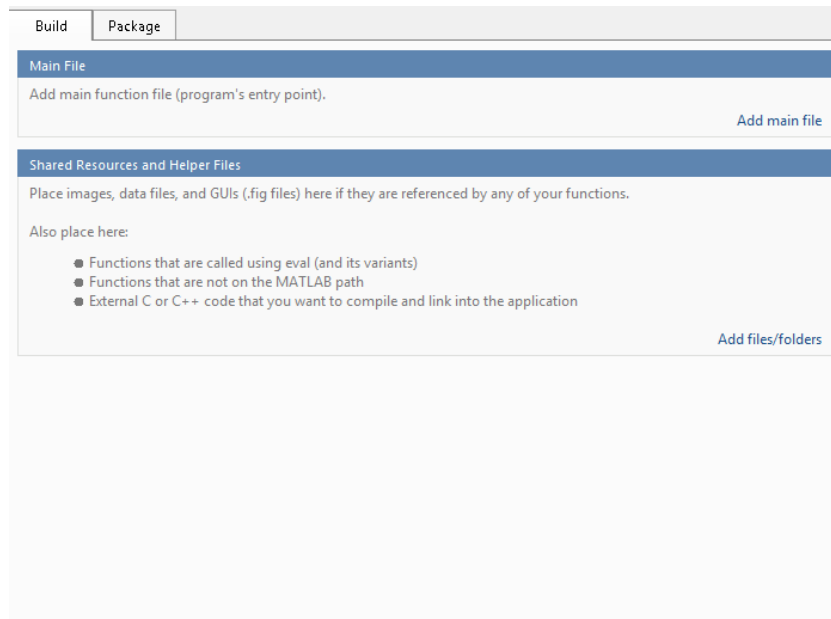 Build
Package
Main File
Add main function file (program's entry point).
Add main file
Shared Resources and Helper Files
Place images, data files, and GUIs (.fig files) here if they are referenced by any of your functions.
Also place here:
Functions that are called using eval (and its variants)
Functions that are not on the MATLAB path
External C or C++ code that you want to compile and link into the application
Add files/folders